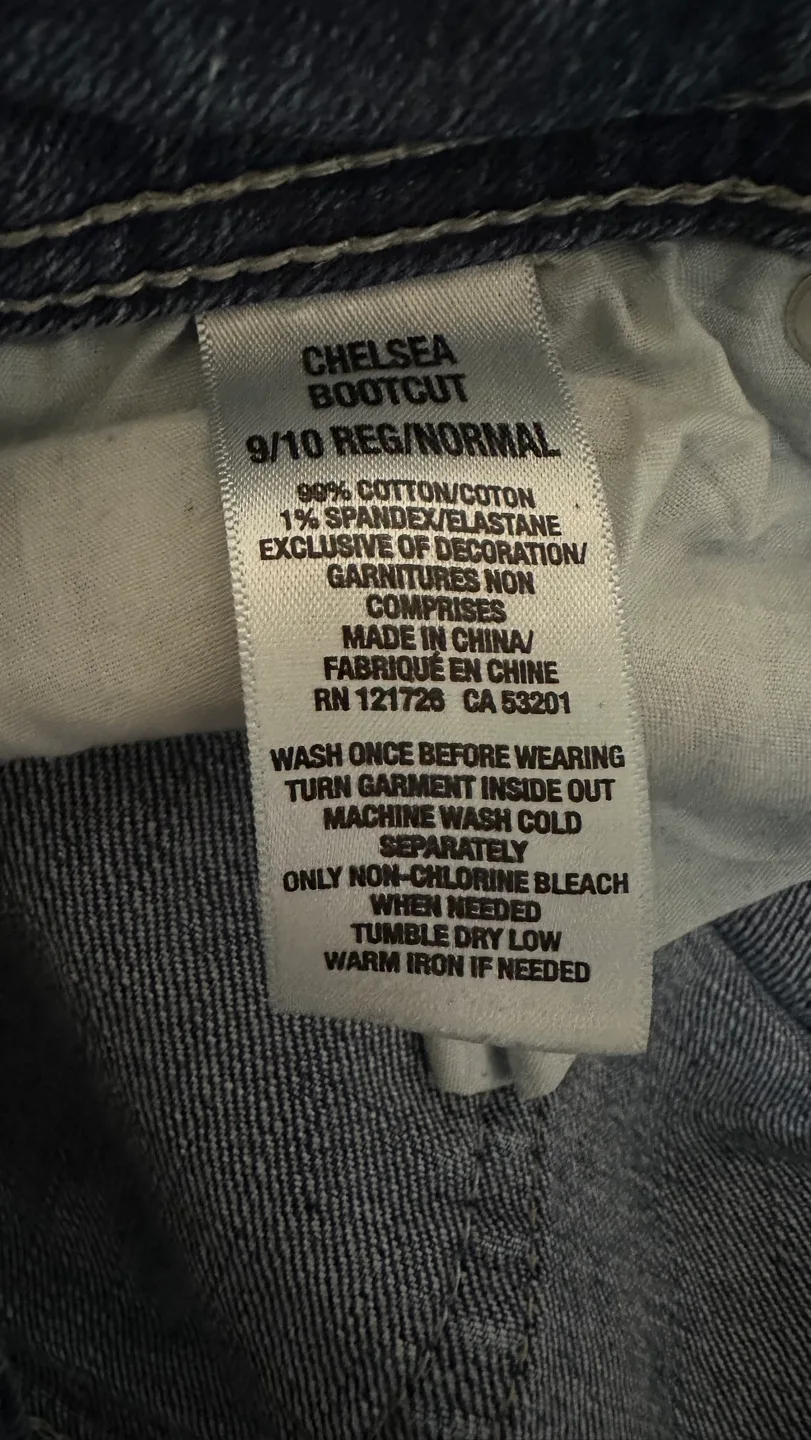 CHELSEA
BOOTCUT
9/10 REG/NORMAL
99% COTTON/COTON
1% SPANDEX/ELASTANE
EXCLUSIVE OF DECORATION/
GARNITURES NON
COMPRISES
MADE IN CHINA/
FABRIQUÉ EN CHINE
RN 121726 CA 53201
WASH ONCE BEFORE WEARING
TURN GARMENT INSIDE OUT
MACHINE WASH COLD
SEPARATELY
ONLY NON-CHLORINE BLEACH
WHEN NEEDED
TUMBLE DRY LOW
WARM IRON IF NEEDED